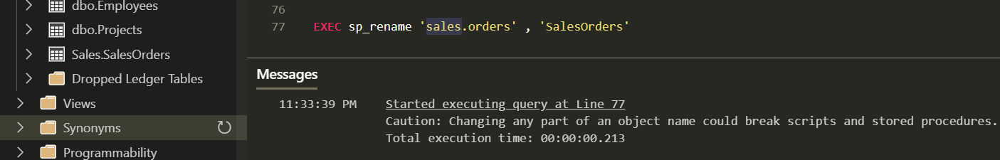 dbo.Employees
dbo.Projects
Sales.SalesOrders
Dropped Ledger Tables
Views
Synonyms
Programmability
76
77 EXEC sp_rename 'sales.orders' , 'SalesOrders'
Messages
11:33:39 PM Started executing query at Line 77
Caution: Changing any part of an object name could break scripts and stored procedures.
Total execution time: 00:00:00.213